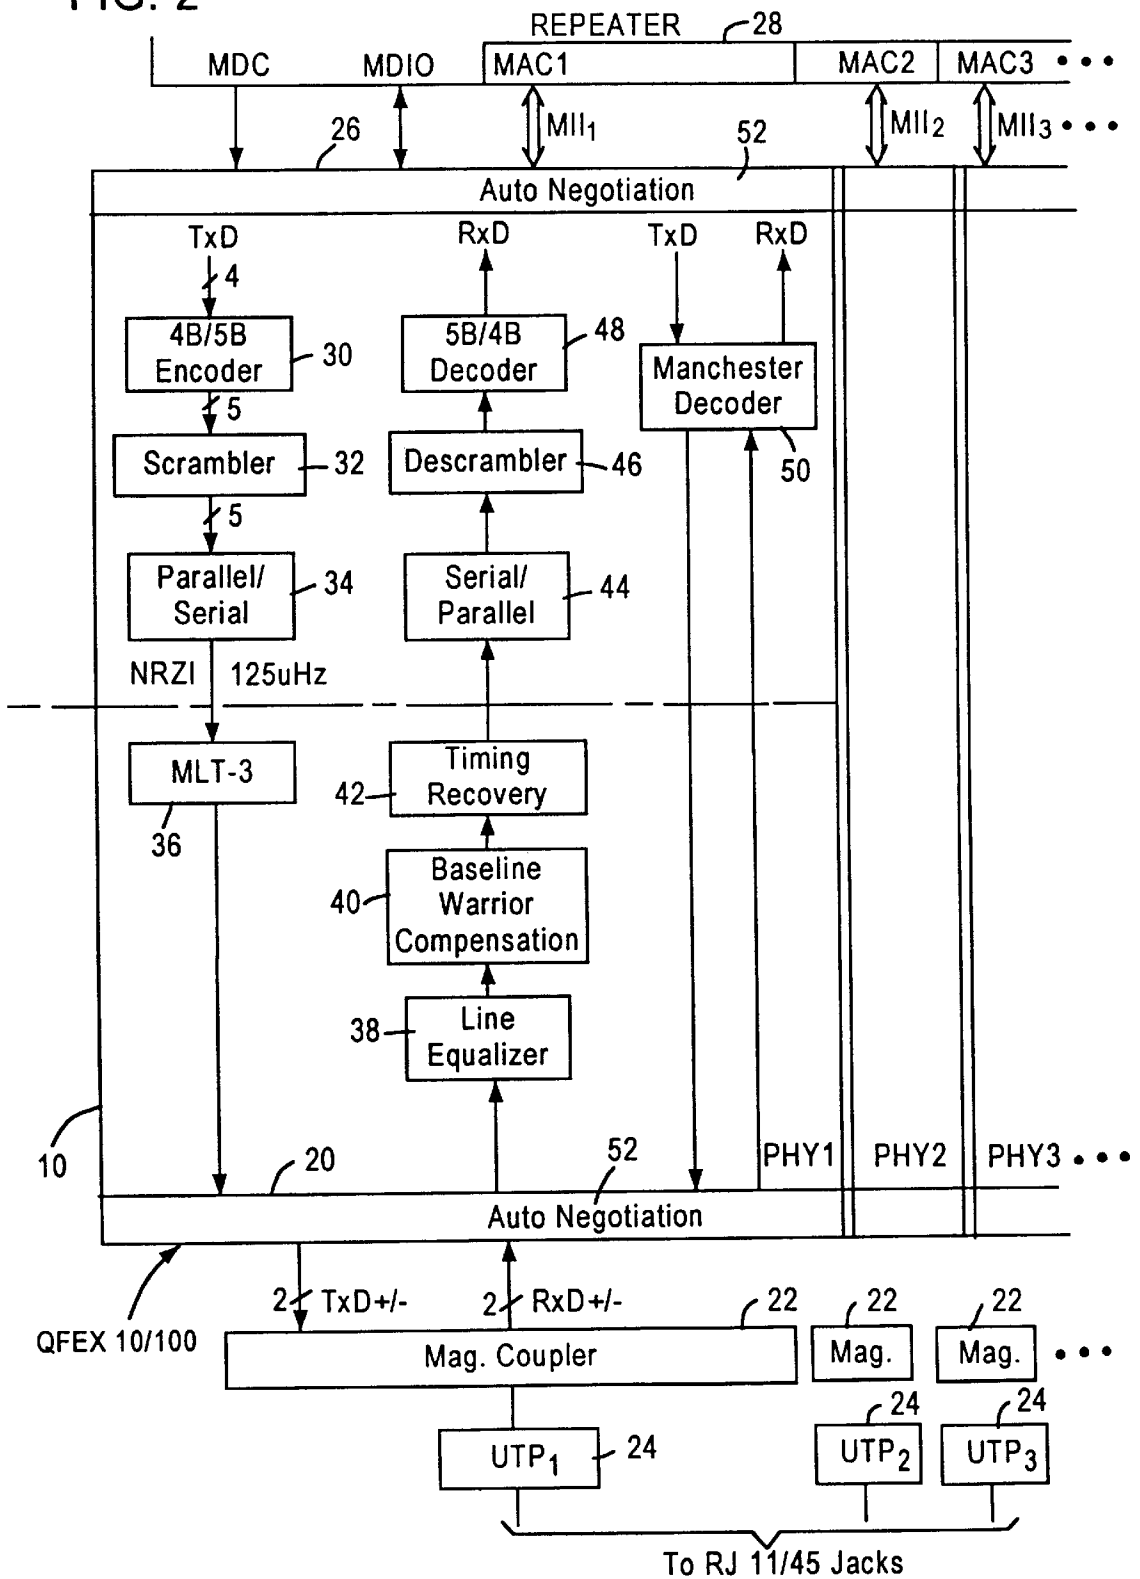 FIG. 2
REPEATER 28
MDC MDIO MAC1 MAC2 MAC3 •••
26 MII1 52 MII2 MII3 •••
Auto Negotiation
TxD RxD TxD RxD
4
4B/5B Encoder 30
5B/4B Decoder 48
Manchester Decoder 50
5
Scrambler 32
Descrambler 46
5
Parallel/ Serial 34
Serial/ Parallel 44
NRZI 125uHz
MLT-3
36
Timing Recovery
42
Baseline Warrior Compensation
40
Line Equalizer
38
10 20 52 PHY1 PHY2 PHY3 •••
Auto Negotiation
2 TxD+/- 2 RxD+/- 22 22 22
QFEX 10/100
Mag. Coupler Mag. Mag. •••
24 24
UTP1 24 UTP2 UTP3
To RJ 11/45 Jacks